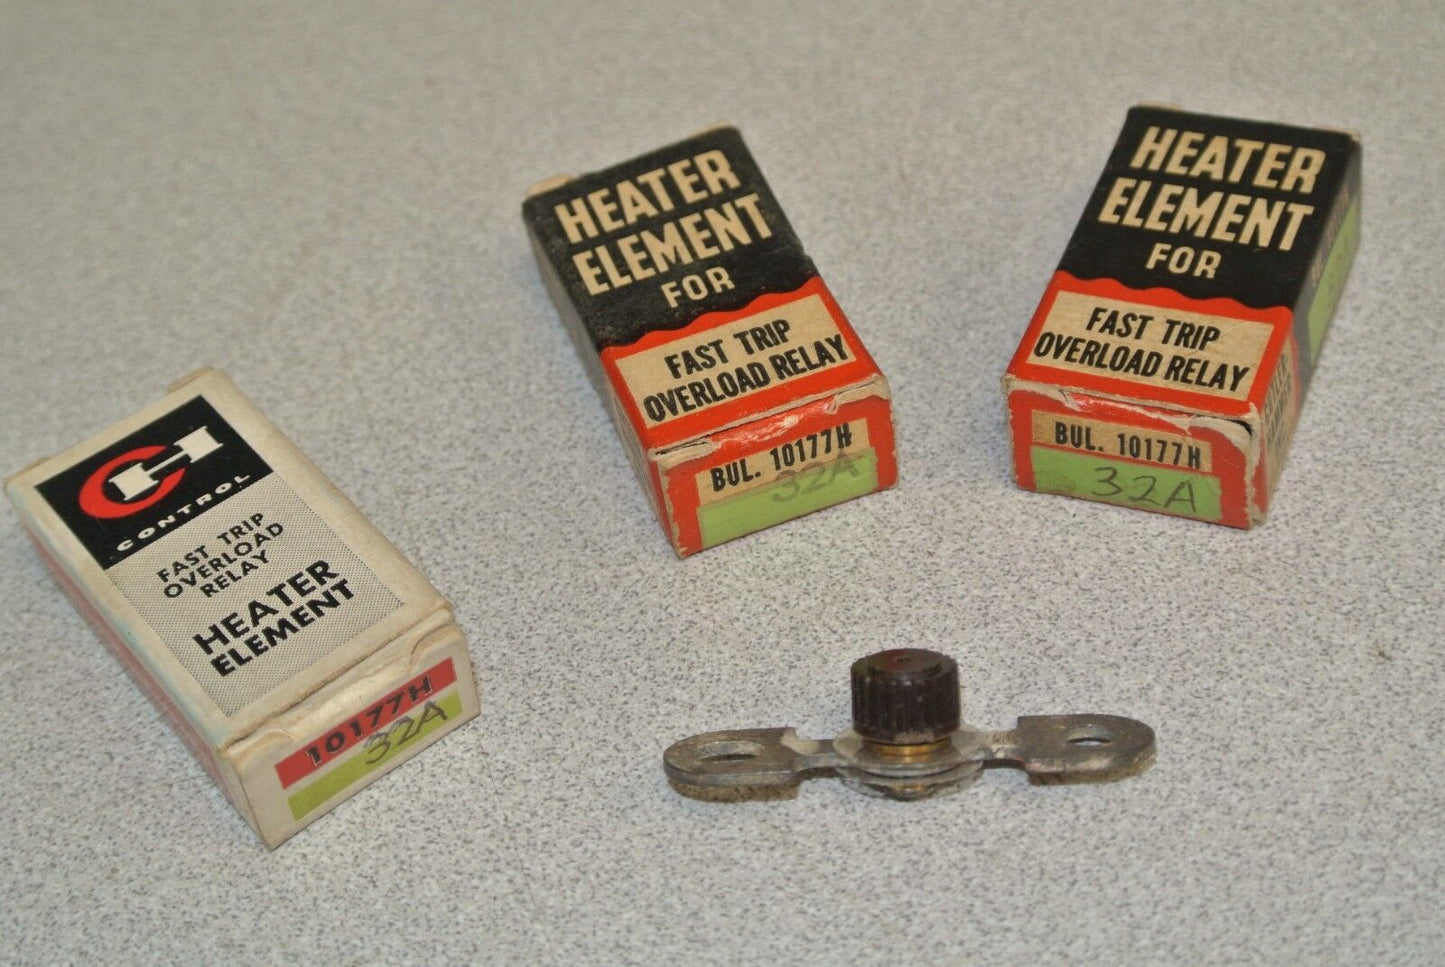 HEATER
ELEMENT
FOR
FAST TRIP
OVERLOAD RELAY
BUL. 10177H
32A
HEATER
ELEMENT
FOR
FAST TRIP
OVERLOAD RELAY
BUL. 10177H
32A
CH
CONTROL
FAST TRIP
OVERLOAD
RELAY
HEATER
ELEMENT
10177H
32A